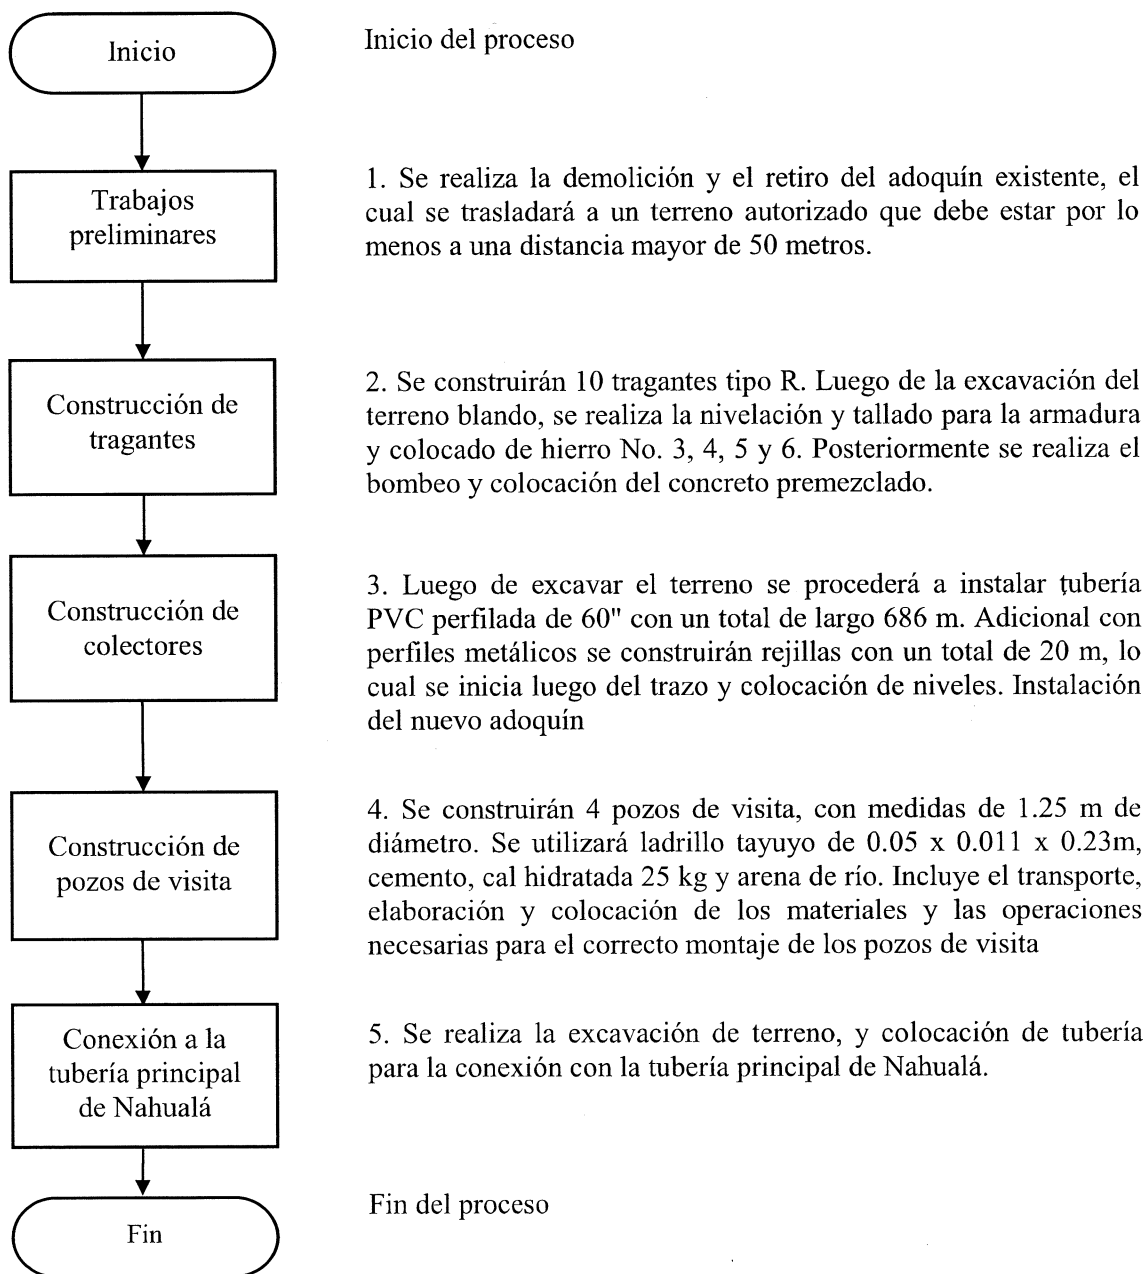 Inicio
Inicio del proceso
Trabajos
preliminares
1. Se realiza la demolición y el retiro del adoquín existente, el
cual se trasladará a un terreno autorizado que debe estar por lo
menos a una distancia mayor de 50 metros.
Construcción de
tragantes
2. Se construirán 10 tragantes tipo R. Luego de la excavación del
terreno blando, se realiza la nivelación y tallado para la armadura
y colocado de hierro No. 3, 4, 5 y 6. Posteriormente se realiza el
bombeo y colocación del concreto premezclado.
Construcción de
colectores
3. Luego de excavar el terreno se procederá a instalar tubería
PVC perfilada de 60" con un total de largo 686 m. Adicional con
perfiles metálicos se construirán rejillas con un total de 20 m, lo
cual se inicia luego del trazo y colocación de niveles. Instalación
del nuevo adoquín
Construcción de
pozos de visita
4. Se construirán 4 pozos de visita, con medidas de 1.25 m de
diámetro. Se utilizará ladrillo tayuyo de 0.05 x 0.011 x 0.23m,
cemento, cal hidratada 25 kg y arena de río. Incluye el transporte,
elaboración y colocación de los materiales y las operaciones
necesarias para el correcto montaje de los pozos de visita
Conexión a la
tubería principal
de Nahualá
5. Se realiza la excavación de terreno, y colocación de tubería
para la conexión con la tubería principal de Nahualá.
Fin
Fin del proceso